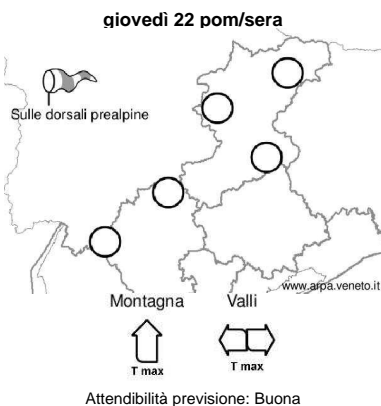 giovedì 22 pom/sera
Sulle dorsali prealpine
www.arpa.veneto.it
Montagna Valli
T max T max
Attendibilità previsione: Buona